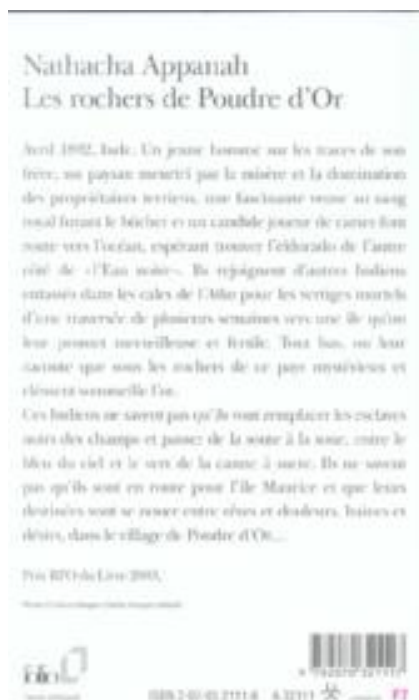 Nathacha Appanah
Les rochers de Poudre d'Or
Avril 1892, Inde. Un jeune homme sur les traces de son
frère, un paysan meurtri par la misère et la domination
des propriétaires terriens, une fascinante veuve au sang
royal fuyant le bûcher et un candide joueur de cartes font
route vers l'océan, espérant trouver l'eldorado de l'autre
côté de «l'Eau noire». Ils rejoignent d'autres Indiens
entassés dans les cales de l'Atlas pour les vertiges mortels
d'une traversée de plusieurs semaines vers une île qu'on
leur promet merveilleuse et fertile. Tout bas, on leur
raconte que sous les rochers de ce pays mystérieux et
clément sommeille l'or.
Ces Indiens ne savent pas qu'ils vont remplacer les esclaves
noirs des champs et passer de la soute à la soue, entre le
bleu du ciel et le vert de la canne à sucre. Ils ne savent
pas qu'ils sont en route pour l'île Maurice et que leurs
destinées vont se nouer entre rêves et douleurs, haines et
désirs, dans le village de Poudre d'Or...
Prix RFO du Livre 2003.
folio